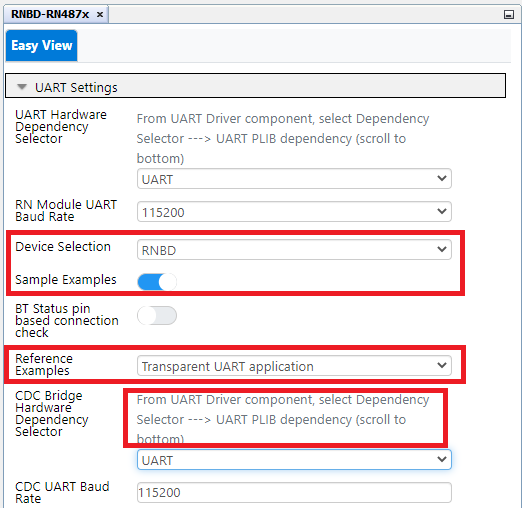 RNBD-RN487x ×
Easy View
UART Settings
UART Hardware
Dependency
Selector
From UART Driver component, select Dependency
Selector ---> UART PLIB dependency (scroll to
bottom)
UART
RN Module UART
Baud Rate
115200
Device Selection
RNBD
Sample Examples
BT Status pin
based connection
check
Reference
Examples
Transparent UART application
CDC Bridge
Hardware
Dependency
Selector
From UART Driver component, select Dependency
Selector ---> UART PLIB dependency (scroll to
bottom)
UART
CDC UART Baud
Rate
115200